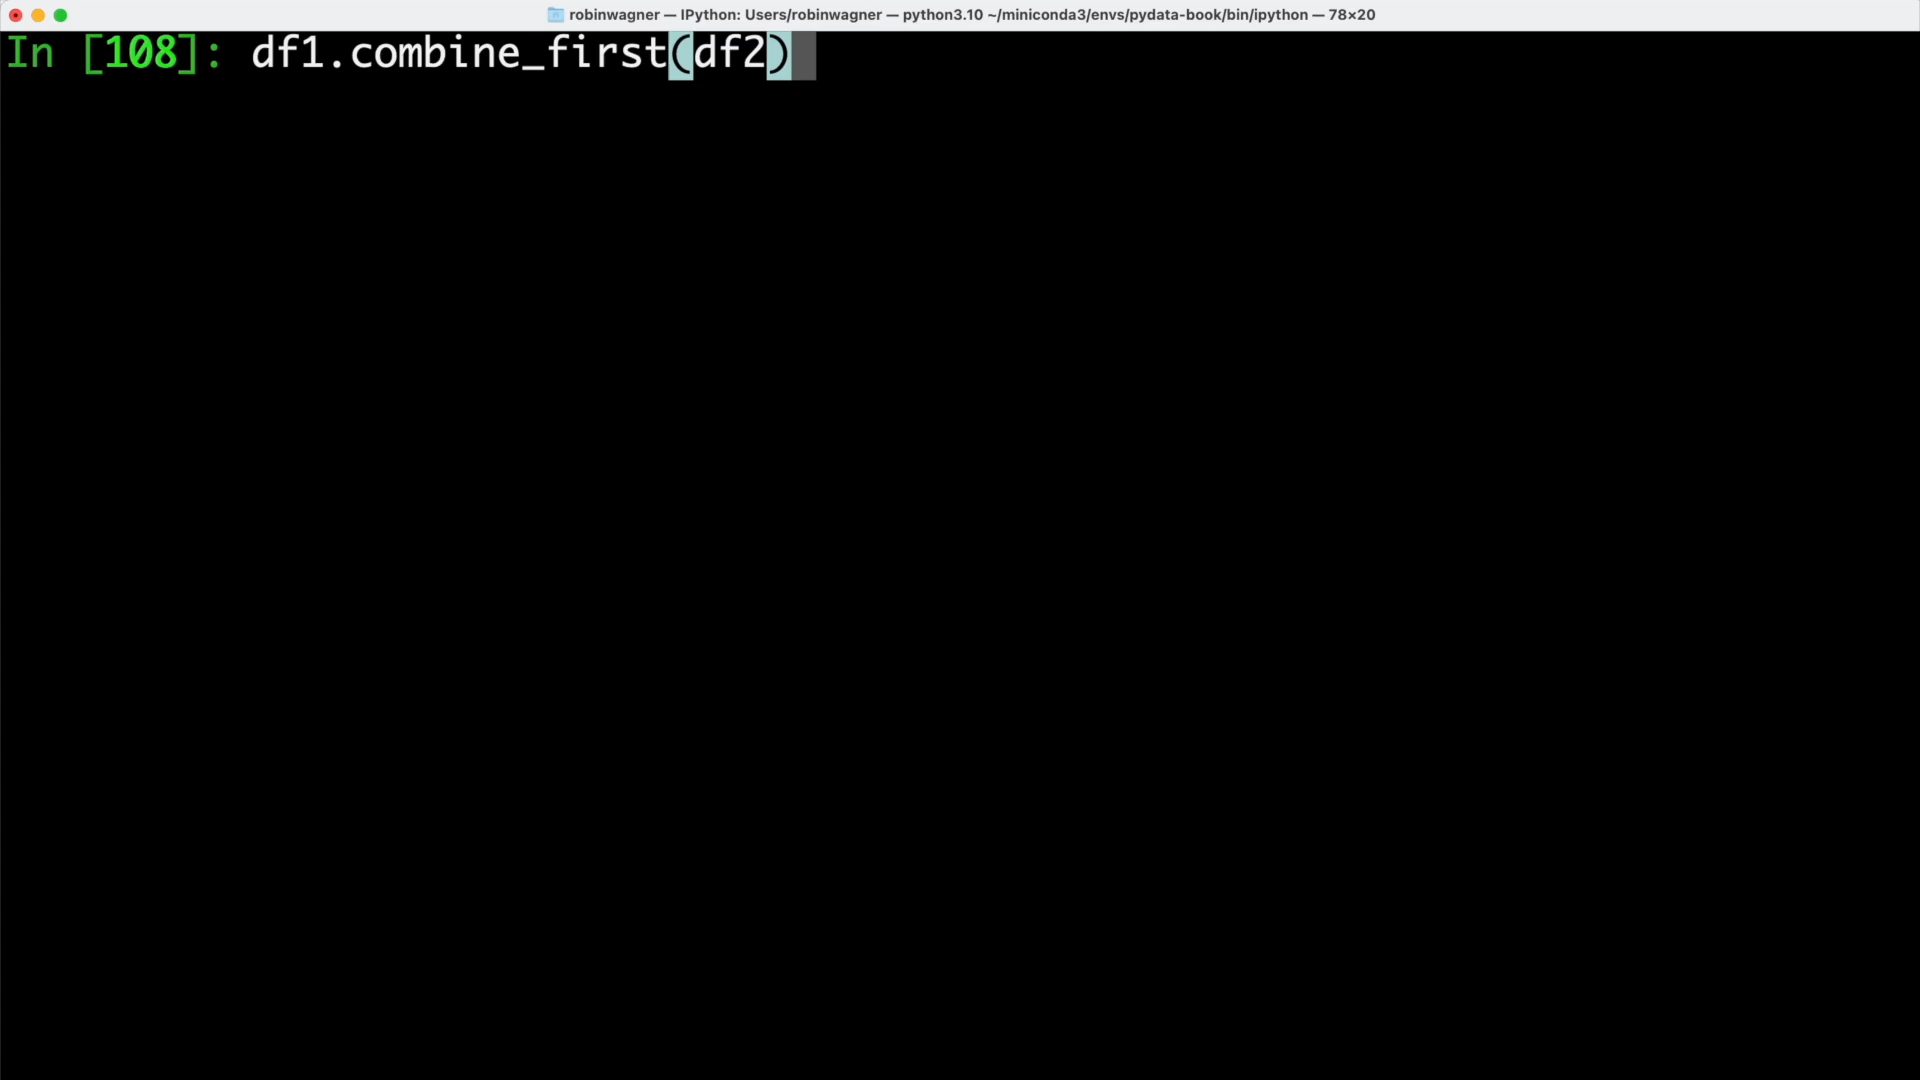 robinwagner — IPython: Users/robinwagner — python3.10 ~/miniconda3/envs/pydata-book/bin/ipython — 78×20
In [108]: df1.combine_first(df2)